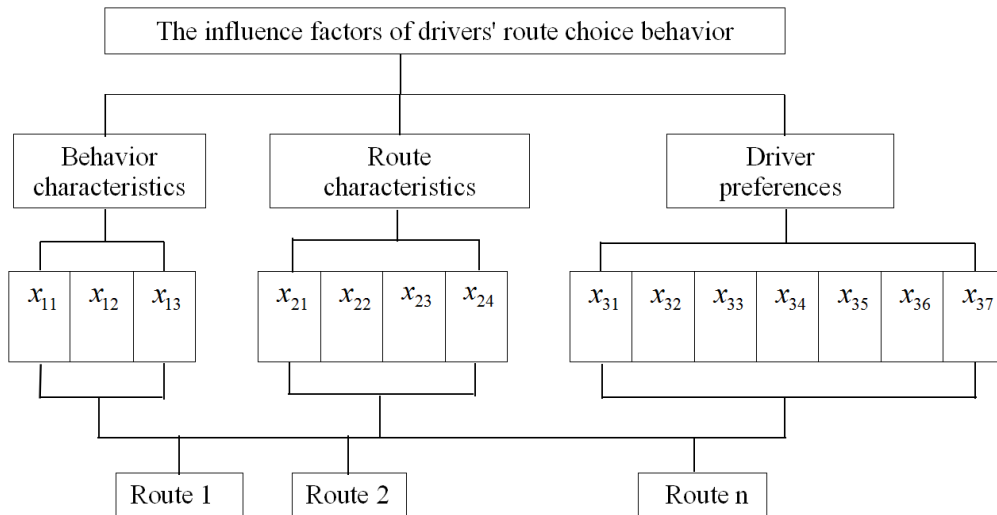 The influence factors of drivers' route choice behavior
Behavior
characteristics
Route
characteristics
Driver
preferences
x₁₁ x₁₂ x₁₃ x₂₁ x₂₂ x₂₃ x₂₄ x₃₁ x₃₂ x₃₃ x₃₄ x₃₅ x₃₆ x₃₇
Route 1 Route 2 Route n